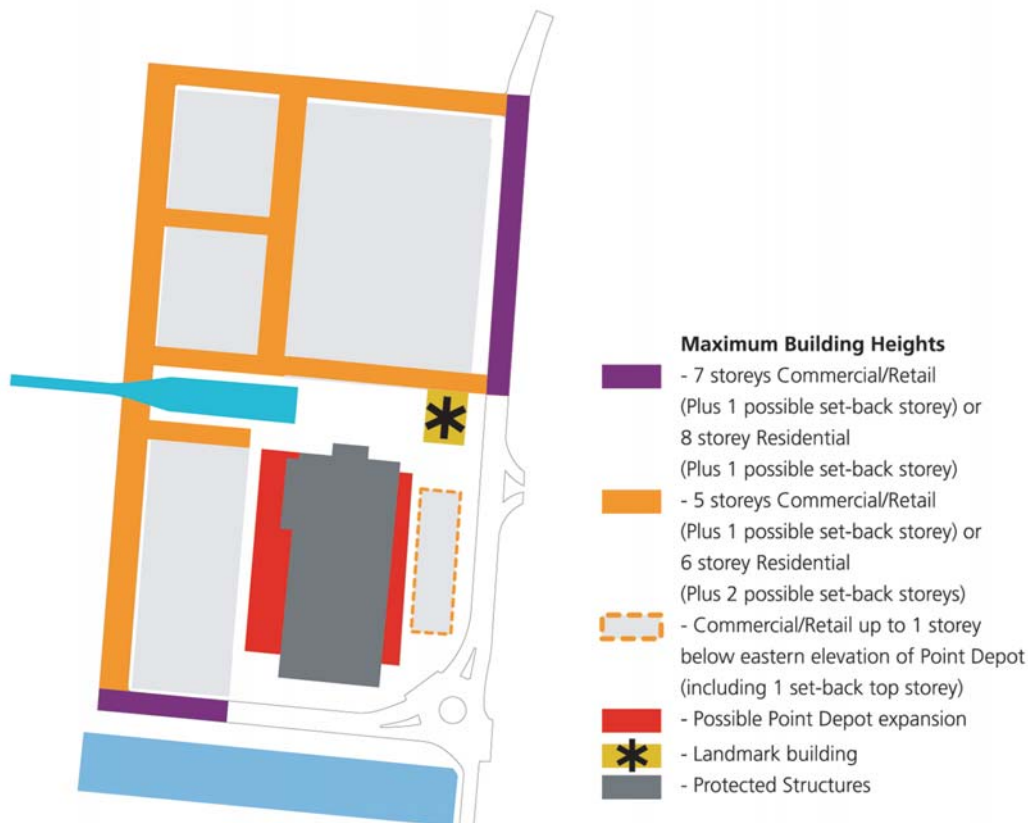 Maximum Building Heights
- 7 storeys Commercial/Retail
(Plus 1 possible set-back storey) or
8 storey Residential
(Plus 1 possible set-back storey)
- 5 storeys Commercial/Retail
(Plus 1 possible set-back storey) or
6 storey Residential
(Plus 2 possible set-back storeys)
- Commercial/Retail up to 1 storey
below eastern elevation of Point Depot
(including 1 set-back top storey)
- Possible Point Depot expansion
- Landmark building
- Protected Structures